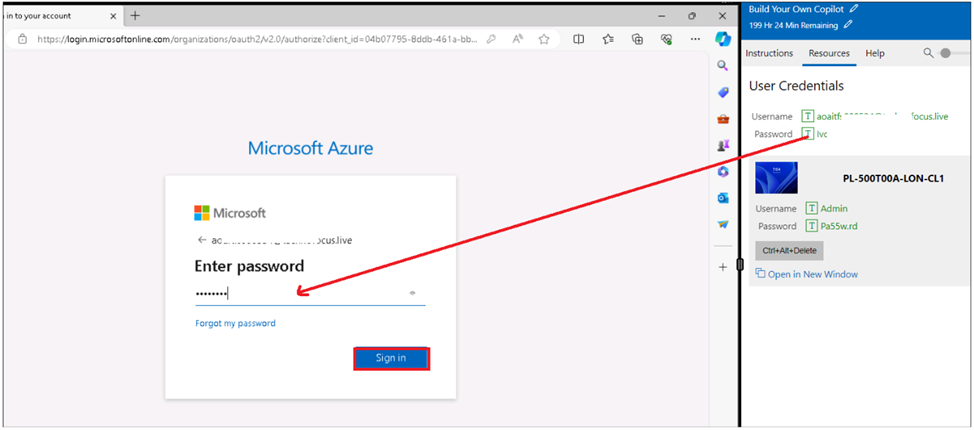 in to your account
https://login.microsoftonline.com/organizations/oauth2/v2.0/authorize?client_id=04b07795-8ddb-461a-bb...
Microsoft Azure
Microsoft
ocus.live
Enter password
Forgot my password
Sign in
Build Your Own Copilot
199 Hr 24 Min Remaining
Instructions Resources Help
User Credentials
Username T aoaitf focus.live
Password T lvc
PL-500T00A-LON-CL1
Username T Admin
Password T Pa55w.rd
Ctrl+Alt+Delete
Open in New Window